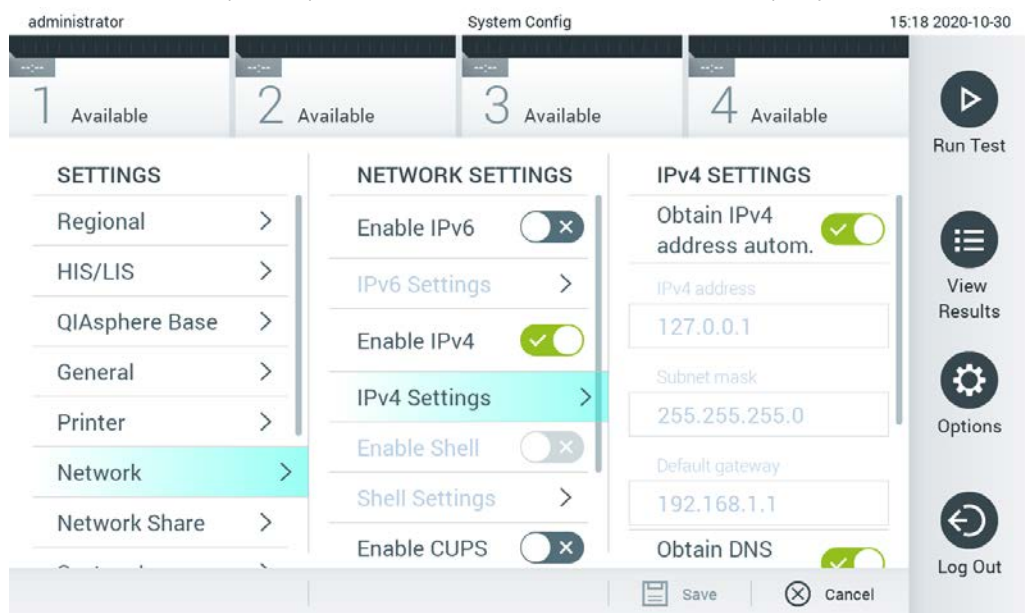 administrator
System Config
15:18 2020-10-30
--:--
--:--
--:--
--:--
1 Available
2 Available
3 Available
4 Available
Run Test
SETTINGS
Regional
HIS/LIS
QIAsphere Base
General
Printer
Network
Network Share
NETWORK SETTINGS
Enable IPv6
IPv6 Settings
Enable IPv4
IPv4 Settings
Enable Shell
Shell Settings
Enable CUPS
IPv4 SETTINGS
Obtain IPv4
address autom.
IPv4 address
127.0.0.1
Subnet mask
255.255.255.0
Default gateway
192.168.1.1
Obtain DNS
View
Results
Options
Log Out
Save
Cancel